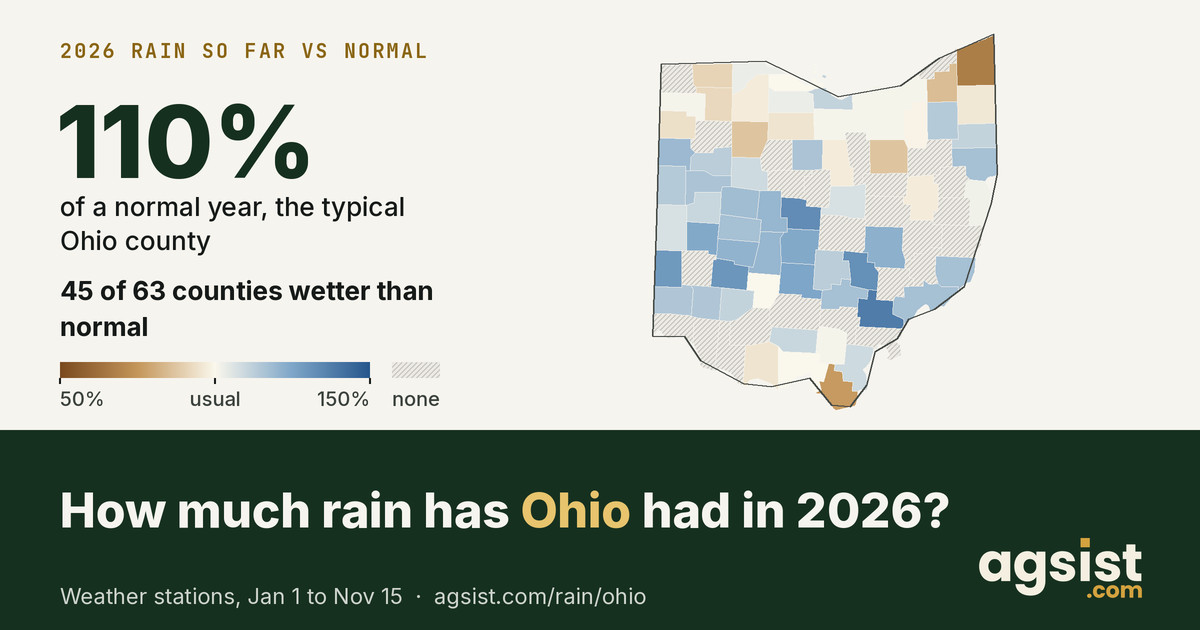 2026 RAIN SO FAR VS NORMAL
110%
of a normal year, the typical
Ohio county
45 of 63 counties wetter than
normal
50% usual 150% none
How much rain has Ohio had in 2026?
agsist
.com
Weather stations, Jan 1 to Nov 15 · agsist.com/rain/ohio